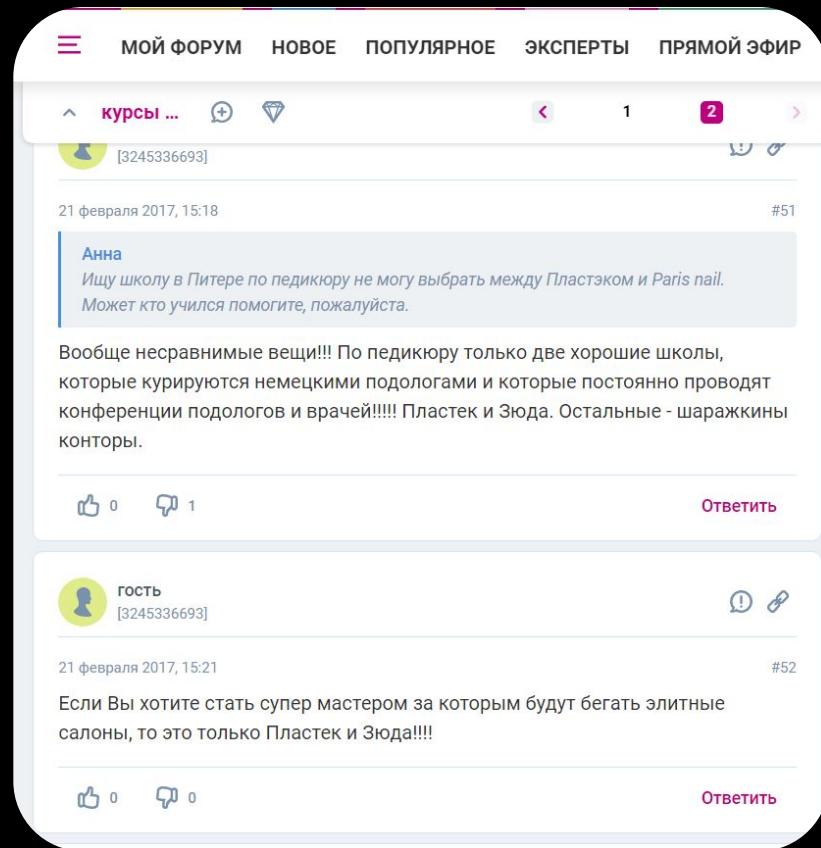 МОЙ ФОРУМ НОВОЕ ПОПУЛЯРНОЕ ЭКСПЕРТЫ ПРЯМОЙ ЭФИР
курсы ... 1 2
[3245336693]
21 февраля 2017, 15:18 #51
Анна
Ищу школу в Питере по педикюру не могу выбрать между Пластэком и Paris nail.
Может кто учился помогите, пожалуйста.
Вообще несравнимые вещи!!! По педикюру только две хорошие школы,
которые курируются немецкими подологами и которые постоянно проводят
конференции подологов и врачей!!!!! Пластек и Зюда. Остальные - шаражкины
конторы.
0 1 Ответить
гость
[3245336693]
21 февраля 2017, 15:21 #52
Если Вы хотите стать супер мастером за которым будут бегать элитные
салоны, то это только Пластек и Зюда!!!!
0 0 Ответить